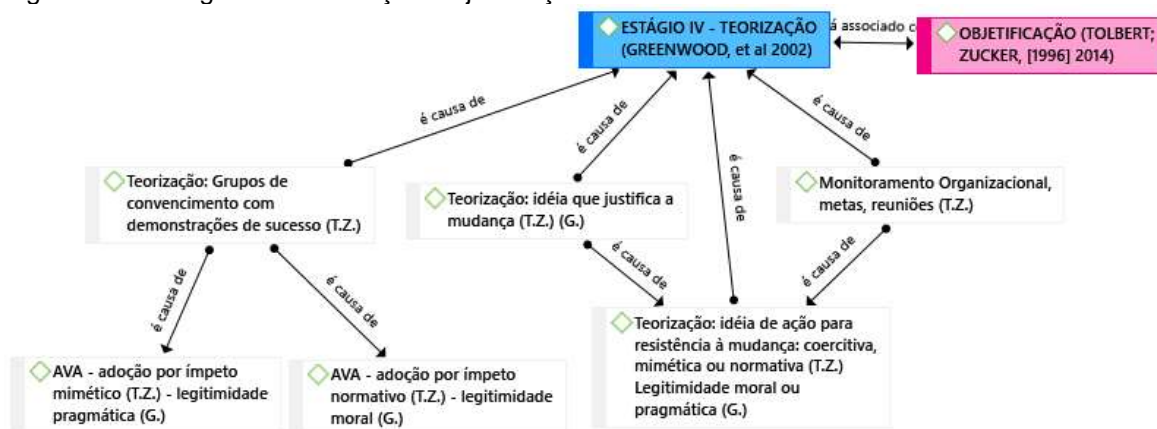 ESTÁGIO IV - TEORIZAÇÃO
(GREENWOOD, et al 2002)
á associado c
OBJETIFICAÇÃO (TOLBERT;
ZUCKER, [1996] 2014)
é causa de
é causa de
é causa de
é causa de
Teorização: Grupos de
convencimento com
demonstrações de sucesso (T.Z.)
Teorização: idéia que justifica a
mudança (T.Z.) (G.)
Monitoramento Organizacional,
metas, reuniões (T.Z.)
é causa de
é causa de
é causa de
é causa de
AVA - adoção por ímpeto
mimético (T.Z.) - legitimidade
pragmática (G.)
AVA - adoção por ímpeto
normativo (T.Z.) - legitimidade
moral (G.)
Teorização: idéia de ação para
resistência à mudança: coercitiva,
mimética ou normativa (T.Z.)
Legitimidade moral ou
pragmática (G.)